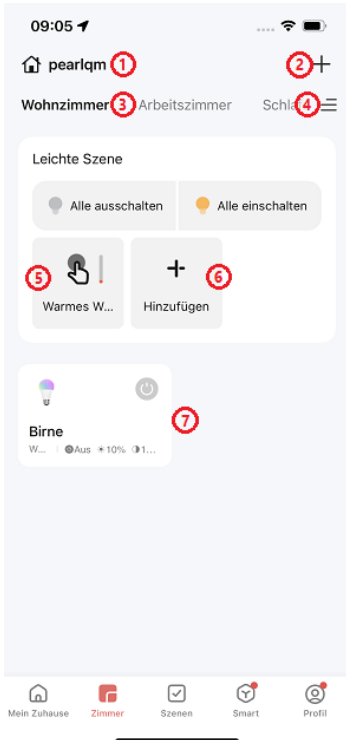 09:05
pearlqm 1 2
Wohnzimmer 3 Arbeitszimmer Schla 4
Leichte Szene
Alle ausschalten Alle einschalten
5 6
Warmes W... Hinzufügen
7
Birne
W... Aus 10% 1...
Mein Zuhause Zimmer Szenen Smart Profil